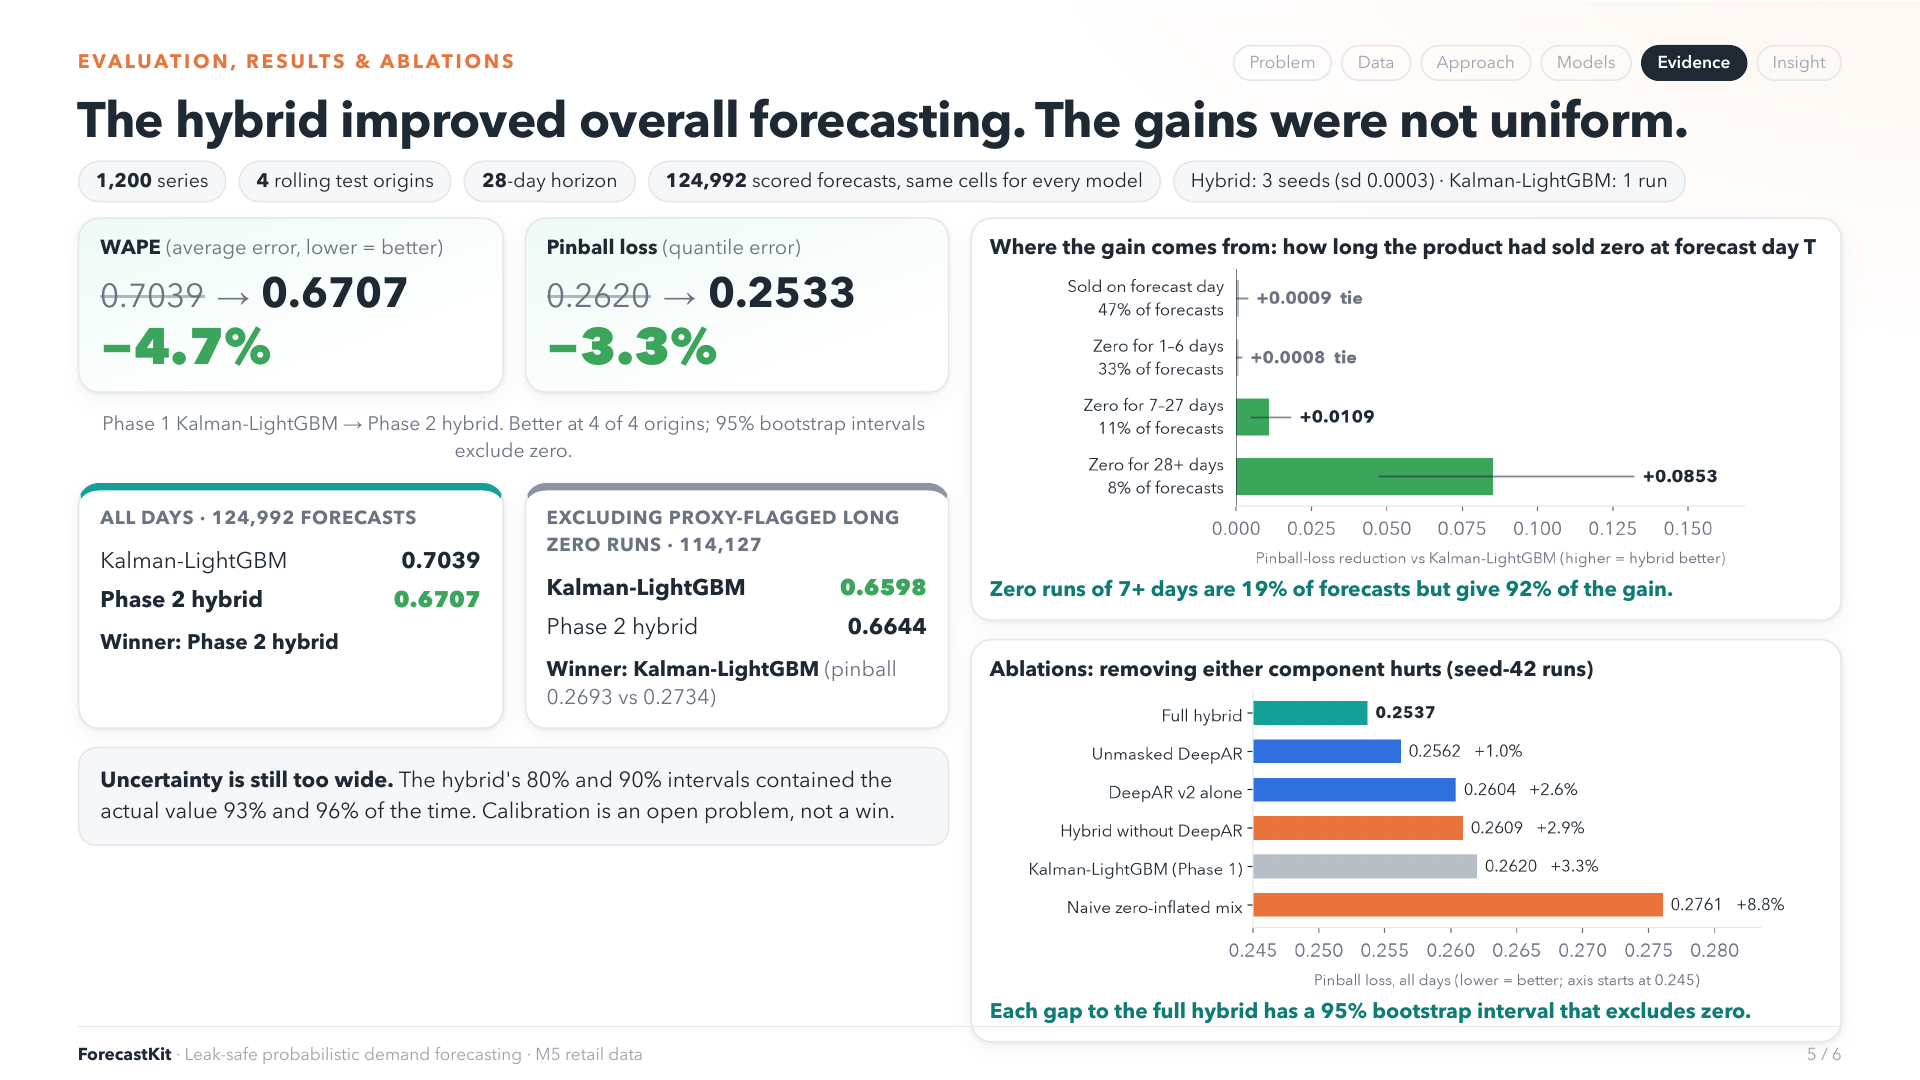 EVALUATION, RESULTS & ABLATIONS
Problem
Data
Approach
Models
Evidence
Insight
The hybrid improved overall forecasting. The gains were not uniform.
1,200 series
4 rolling test origins
28-day horizon
124,992 scored forecasts, same cells for every model
Hybrid: 3 seeds (sd 0.0003) · Kalman-LightGBM: 1 run
WAPE (average error, lower = better)
0.7039 → 0.6707
−4.7%
Pinball loss (quantile error)
0.2620 → 0.2533
−3.3%
Phase 1 Kalman-LightGBM → Phase 2 hybrid. Better at 4 of 4 origins; 95% bootstrap intervals
exclude zero.
ALL DAYS · 124,992 FORECASTS
Kalman-LightGBM 0.7039
Phase 2 hybrid 0.6707
Winner: Phase 2 hybrid
EXCLUDING PROXY-FLAGGED LONG
ZERO RUNS · 114,127
Kalman-LightGBM 0.6598
Phase 2 hybrid 0.6644
Winner: Kalman-LightGBM (pinball
0.2693 vs 0.2734)
Uncertainty is still too wide. The hybrid's 80% and 90% intervals contained the
actual value 93% and 96% of the time. Calibration is an open problem, not a win.
Where the gain comes from: how long the product had sold zero at forecast day T
Sold on forecast day
47% of forecasts
+0.0009 tie
Zero for 1–6 days
33% of forecasts
+0.0008 tie
Zero for 7–27 days
11% of forecasts
+0.0109
Zero for 28+ days
8% of forecasts
+0.0853
0.000 0.025 0.050 0.075 0.100 0.125 0.150
Pinball-loss reduction vs Kalman-LightGBM (higher = hybrid better)
Zero runs of 7+ days are 19% of forecasts but give 92% of the gain.
Ablations: removing either component hurts (seed-42 runs)
Full hybrid 0.2537
Unmasked DeepAR 0.2562 +1.0%
DeepAR v2 alone 0.2604 +2.6%
Hybrid without DeepAR 0.2609 +2.9%
Kalman-LightGBM (Phase 1) 0.2620 +3.3%
Naive zero-inflated mix 0.2761 +8.8%
0.245 0.250 0.255 0.260 0.265 0.270 0.275 0.280
Pinball loss, all days (lower = better; axis starts at 0.245)
Each gap to the full hybrid has a 95% bootstrap interval that excludes zero.
ForecastKit · Leak-safe probabilistic demand forecasting · M5 retail data
5 / 6